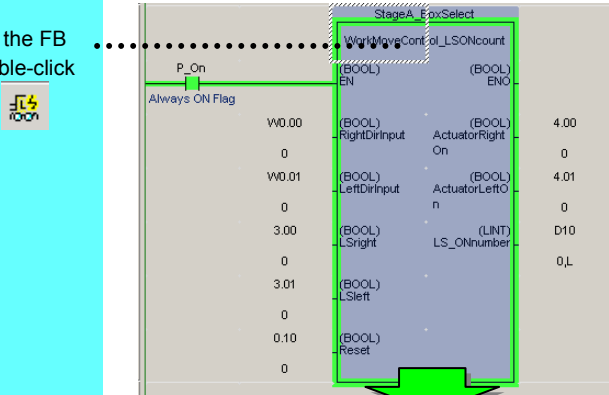 the FB
ble-click
StageA_BoxSelect
WorkMoveControl_LSONcount
P_On
Always ON Flag
(BOOL) EN
(BOOL) ENO
W0.00
(BOOL) RightDirInput
(BOOL) ActuatorRight On
4.00
0
0
W0.01
(BOOL) LeftDirInput
(BOOL) ActuatorLeftO n
4.01
0
0
3.00
(BOOL) LSright
(LINT) LS_ONnumber
D10
0
0,L
3.01
(BOOL) LSleft
0
0.10
(BOOL) Reset
0